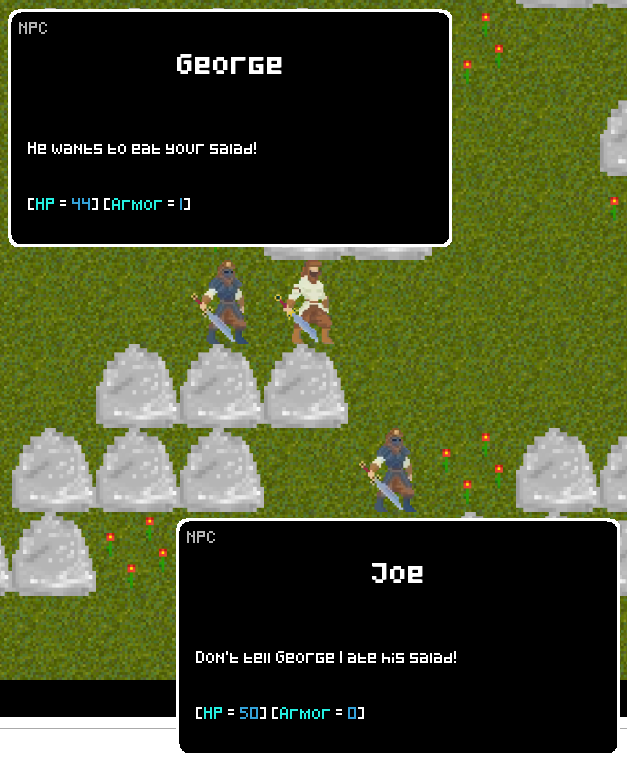 NPC
George
He wants to eat your salad!
[HP = 44] [Armor = 1]
NPC
Joe
Don't tell George I ate his salad!
[HP = 50] [Armor = 0]